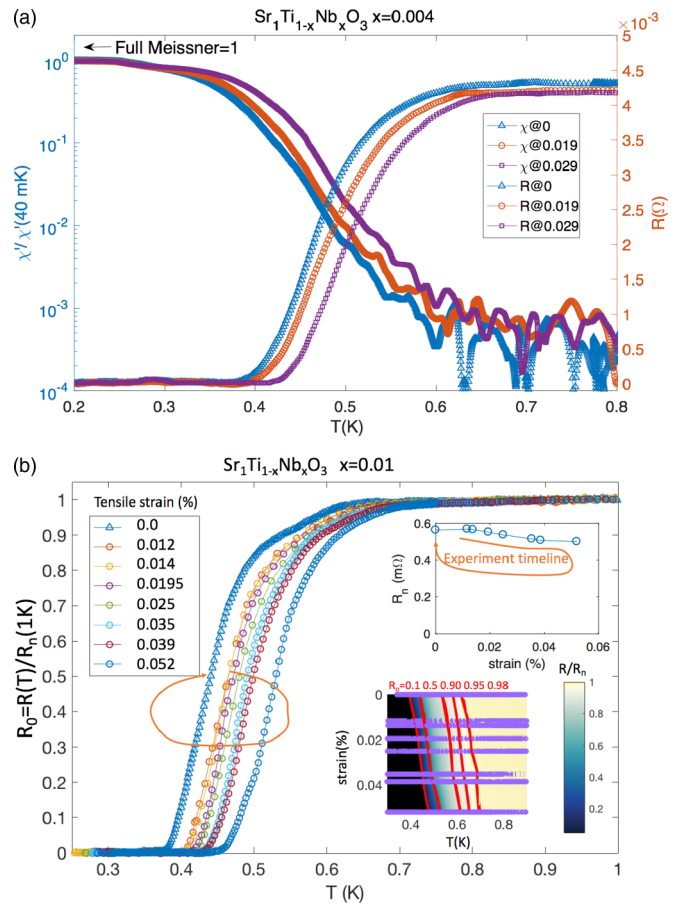 (a)
Sr₁Ti₁₋ₓNbₓO₃ x=0.004
×10⁻³
Full Meissner=1
10⁰
10⁻¹
10⁻²
10⁻³
10⁻⁴
χ'/ χ'(40 mK)
5
4.5
4
3.5
3
2.5
2
1.5
1
0.5
0
R(Ω)
χ@0
χ@0.019
χ@0.029
R@0
R@0.019
R@0.029
0.2 0.3 0.4 0.5 0.6 0.7 0.8
T(K)
(b)
Sr₁Ti₁₋ₓNbₓO₃ x=0.01
1
0.9
0.8
0.7
0.6
0.5
0.4
0.3
0.2
0.1
0
R₀=R(T)/Rₙ(1K)
Tensile strain (%)
0.0
0.012
0.014
0.0195
0.025
0.035
0.039
0.052
0.6
0.4
0.2
0
Rₙ (mΩ)
Experiment timeline
0 0.02 0.04 0.06
strain (%)
R₀=0.1 0.5 0.90 0.95 0.98
R/Rₙ
0
0.02
0.04
strain(%)
0.4 0.6 0.8
T(K)
1
0.8
0.6
0.4
0.2
0.3 0.4 0.5 0.6 0.7 0.8 0.9 1
T (K)